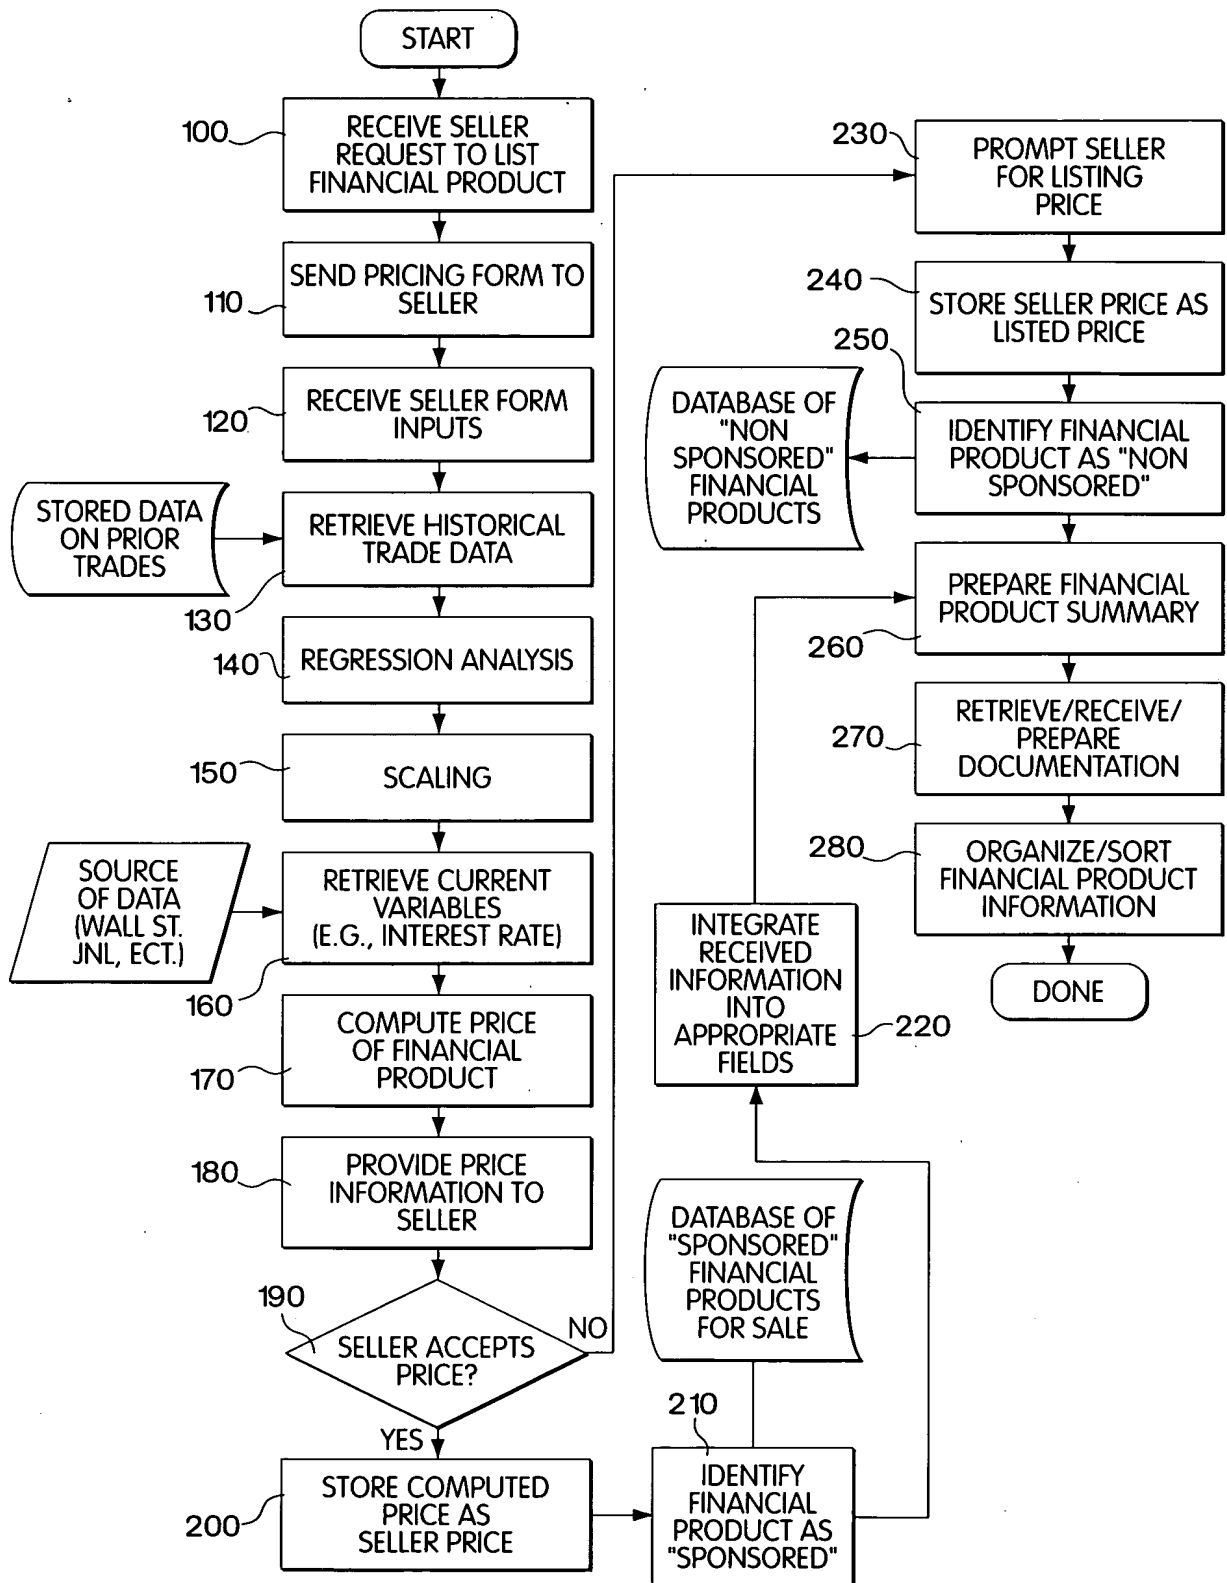 START
100
RECEIVE SELLER
REQUEST TO LIST
FINANCIAL PRODUCT
110
SEND PRICING FORM TO
SELLER
120
RECEIVE SELLER FORM
INPUTS
STORED DATA
ON PRIOR
TRADES
RETRIEVE HISTORICAL
TRADE DATA
130
140
REGRESSION ANALYSIS
150
SCALING
SOURCE
OF DATA
(WALL ST.
JNL, ECT.)
RETRIEVE CURRENT
VARIABLES
(E.G., INTEREST RATE)
160
COMPUTE PRICE
OF FINANCIAL
PRODUCT
170
180
PROVIDE PRICE
INFORMATION TO
SELLER
190
SELLER ACCEPTS
PRICE?
NO
YES
200
STORE COMPUTED
PRICE AS
SELLER PRICE
210
IDENTIFY
FINANCIAL
PRODUCT AS
"SPONSORED"
DATABASE OF
"SPONSORED"
FINANCIAL
PRODUCTS
FOR SALE
INTEGRATE
RECEIVED
INFORMATION
INTO
APPROPRIATE
FIELDS
220
230
PROMPT SELLER
FOR LISTING
PRICE
240
STORE SELLER PRICE AS
LISTED PRICE
250
IDENTIFY FINANCIAL
PRODUCT AS "NON
SPONSORED"
DATABASE OF
"NON
SPONSORED"
FINANCIAL
PRODUCTS
PREPARE FINANCIAL
PRODUCT SUMMARY
260
270
RETRIEVE/RECEIVE/
PREPARE
DOCUMENTATION
280
ORGANIZE/SORT
FINANCIAL PRODUCT
INFORMATION
DONE